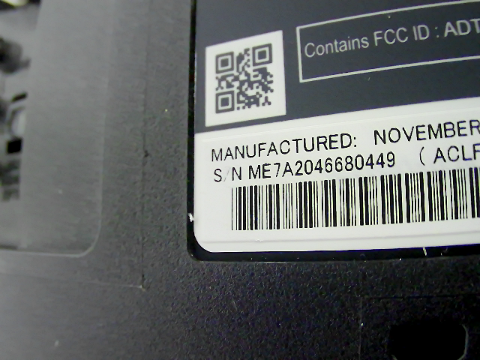 Contains FCC ID : ADT
MANUFACTURED: NOVEMBER
S/N ME7A2046680449 ( ACLF